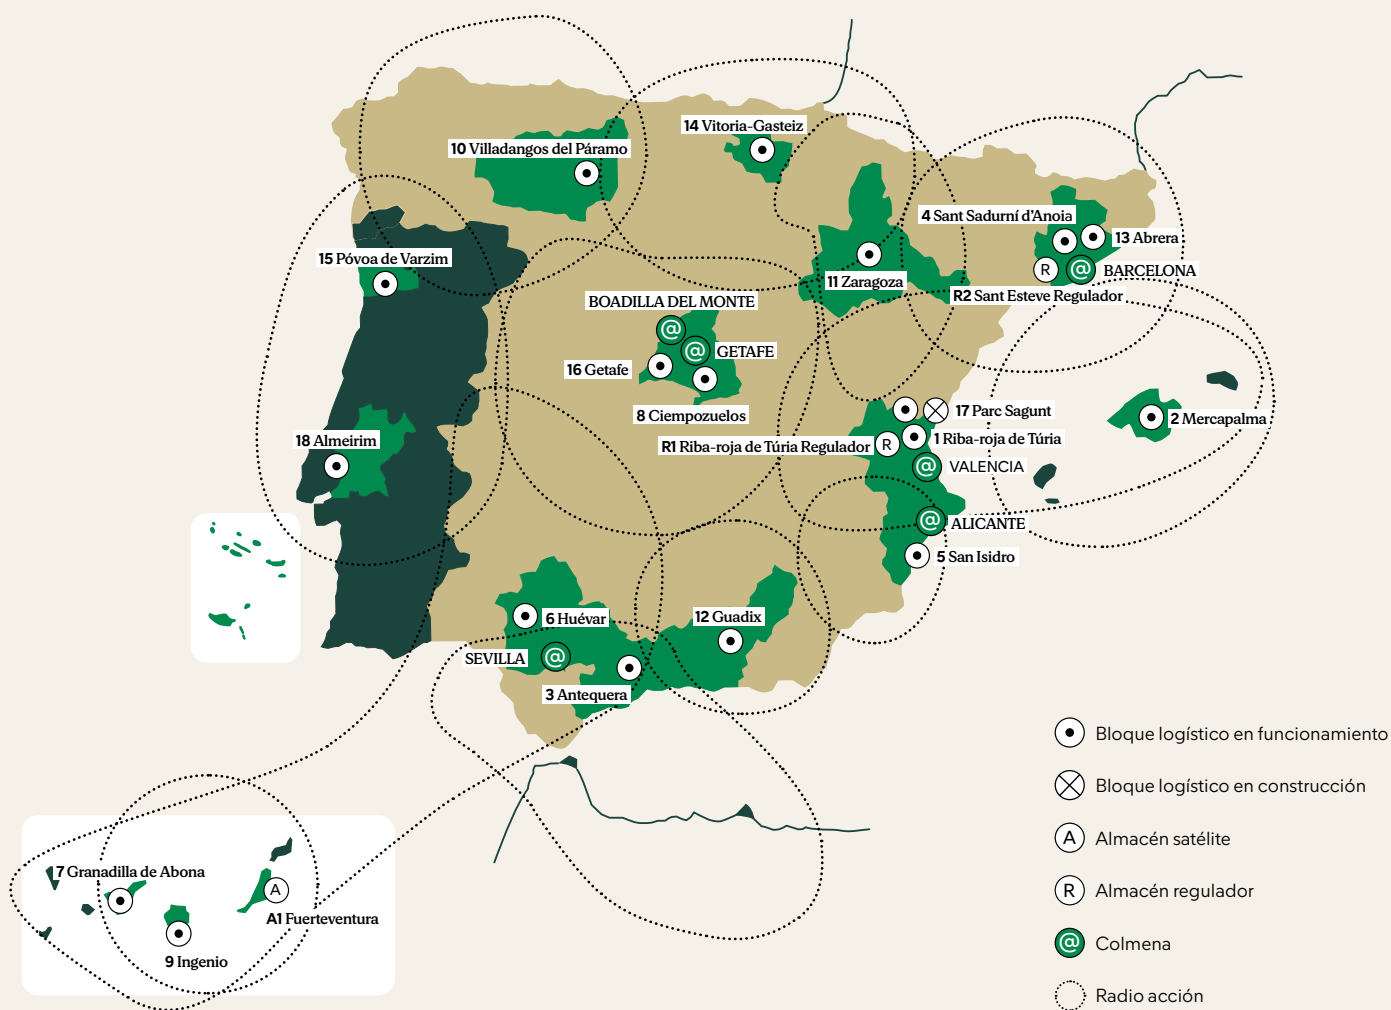 14 Vitoria-Gasteiz
10 Villadangos del Páramo
4 Sant Sadurní d'Anoia
13 Abrera
15 Póvoa de Varzim
R
@
BARCELONA
11 Zaragoza
R2 Sant Esteve Regulador
BOADILLA DEL MONTE
@
@
GETAFE
16 Getafe
8 Ciempozuelos
17 Parc Sagunt
2 Mercapalma
18 Almeirim
1 Riba-roja de Túria
R1 Riba-roja de Túria Regulador
R
@
VALENCIA
@
ALICANTE
5 San Isidro
6 Huévar
12 Guadix
SEVILLA
@
3 Antequera
7 Granadilla de Abona
A
A1 Fuerteventura
9 Ingenio
Bloque logístico en funcionamiento
Bloque logístico en construcción
A
Almacén satélite
R
Almacén regulador
@
Colmena
Radio acción